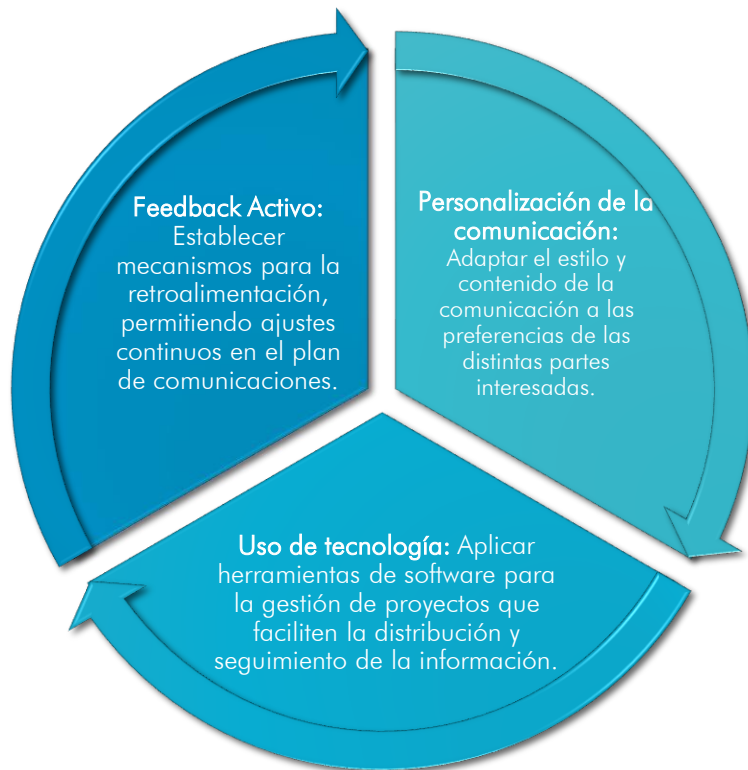 Feedback Activo:
Establecer
mecanismos para la
retroalimentación,
permitiendo ajustes
continuos en el plan
de comunicaciones.
Personalización de la
comunicación:
Adaptar el estilo y
contenido de la
comunicación a las
preferencias de las
distintas partes
interesadas.
Uso de tecnología: Aplicar
herramientas de software para
la gestión de proyectos que
faciliten la distribución y
seguimiento de la información.